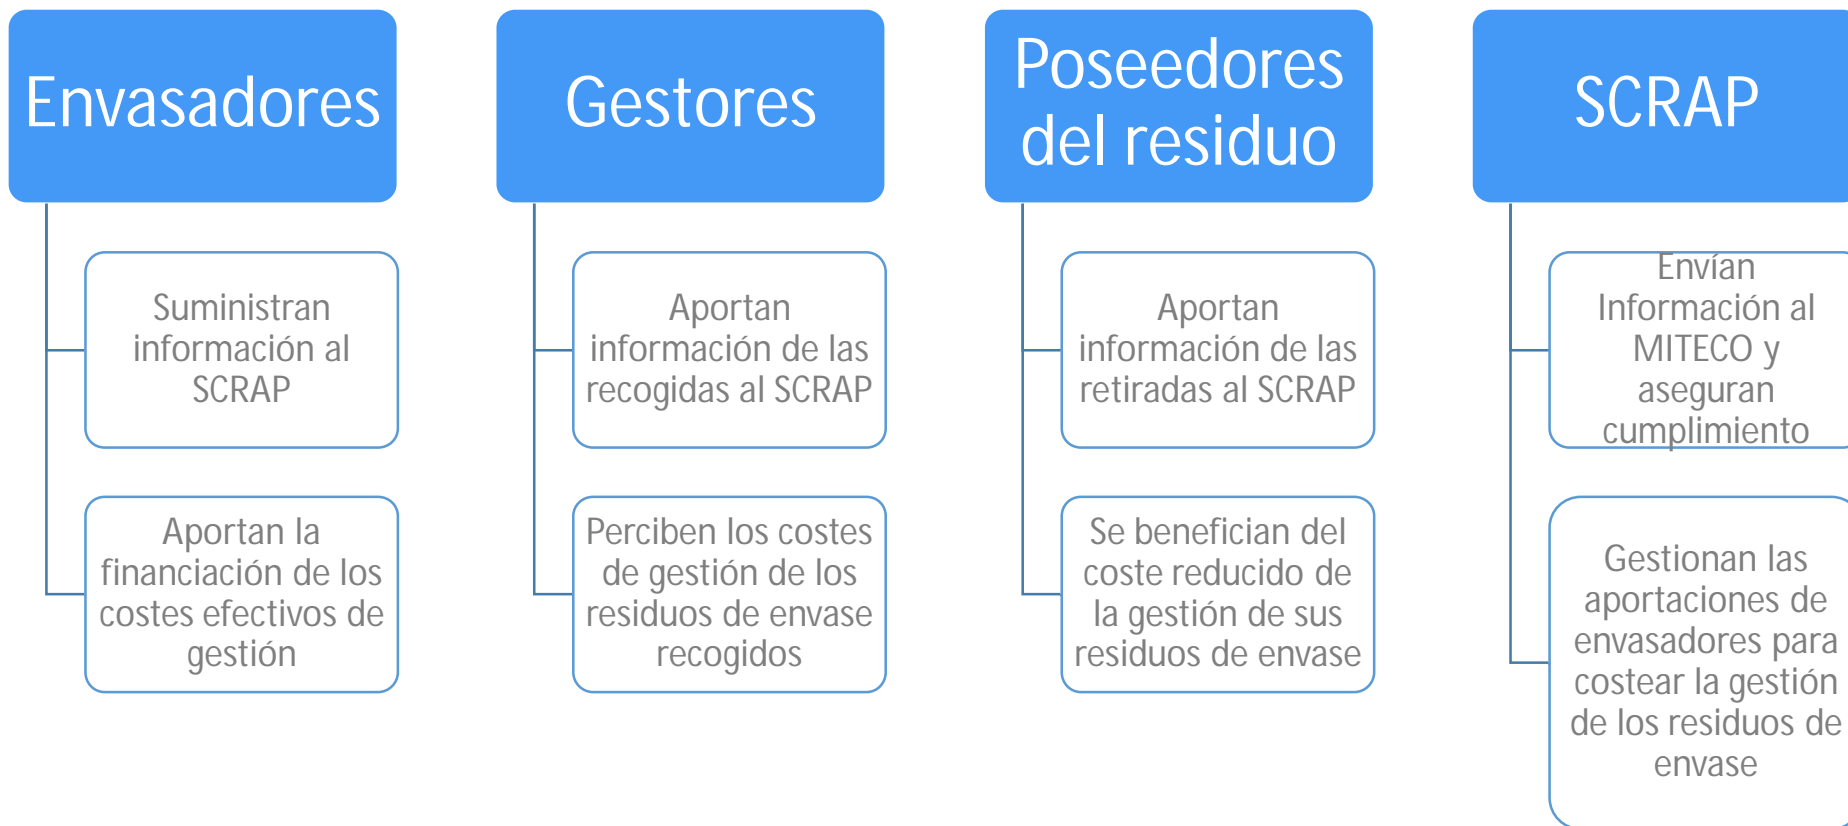 Envasadores
Suministran
información al
SCRAP
Aportan la
financiación de los
costes efectivos de
gestión
Gestores
Aportan
información de las
recogidas al SCRAP
Perciben los costes
de gestión de los
residuos de envase
recogidos
Poseedores
del residuo
Aportan
información de las
retiradas al SCRAP
Se benefician del
coste reducido de
la gestión de sus
residuos de envase
SCRAP
Envían
Información al
MITECO y
aseguran
cumplimiento
Gestionan las
aportaciones de
envasadores para
costear la gestión
de los residuos de
envase